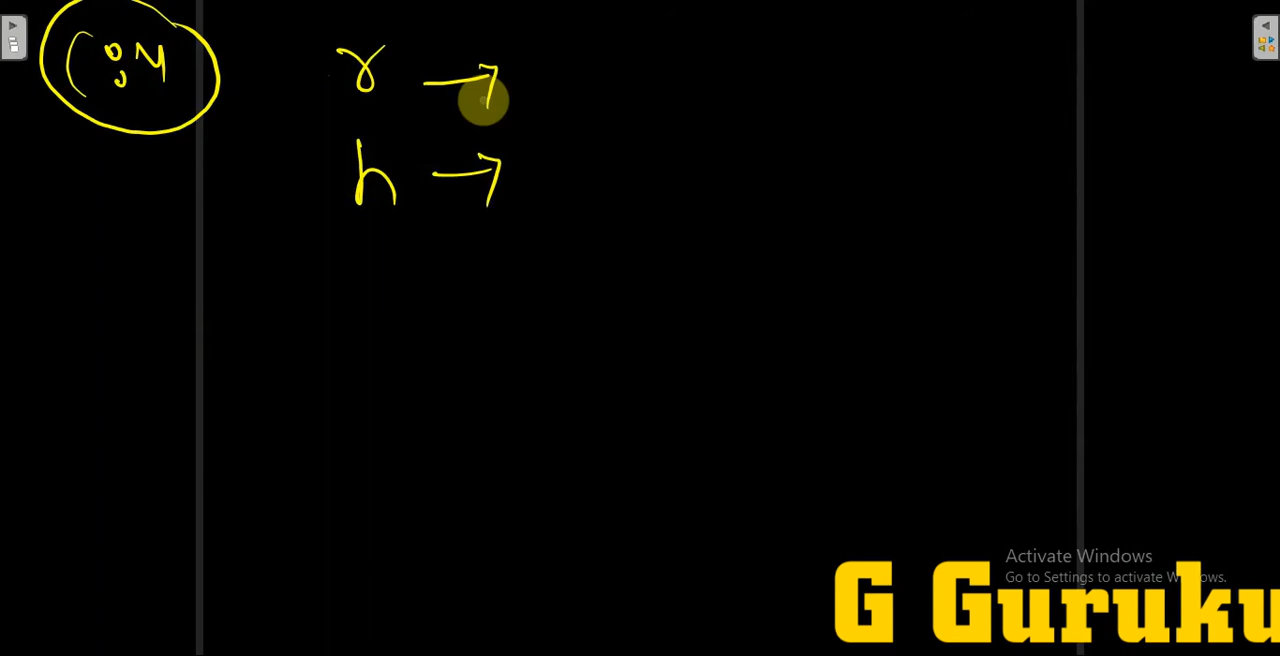 r →
h →
Activate Windows
Go to Settings to activate Windows.
G Guruku